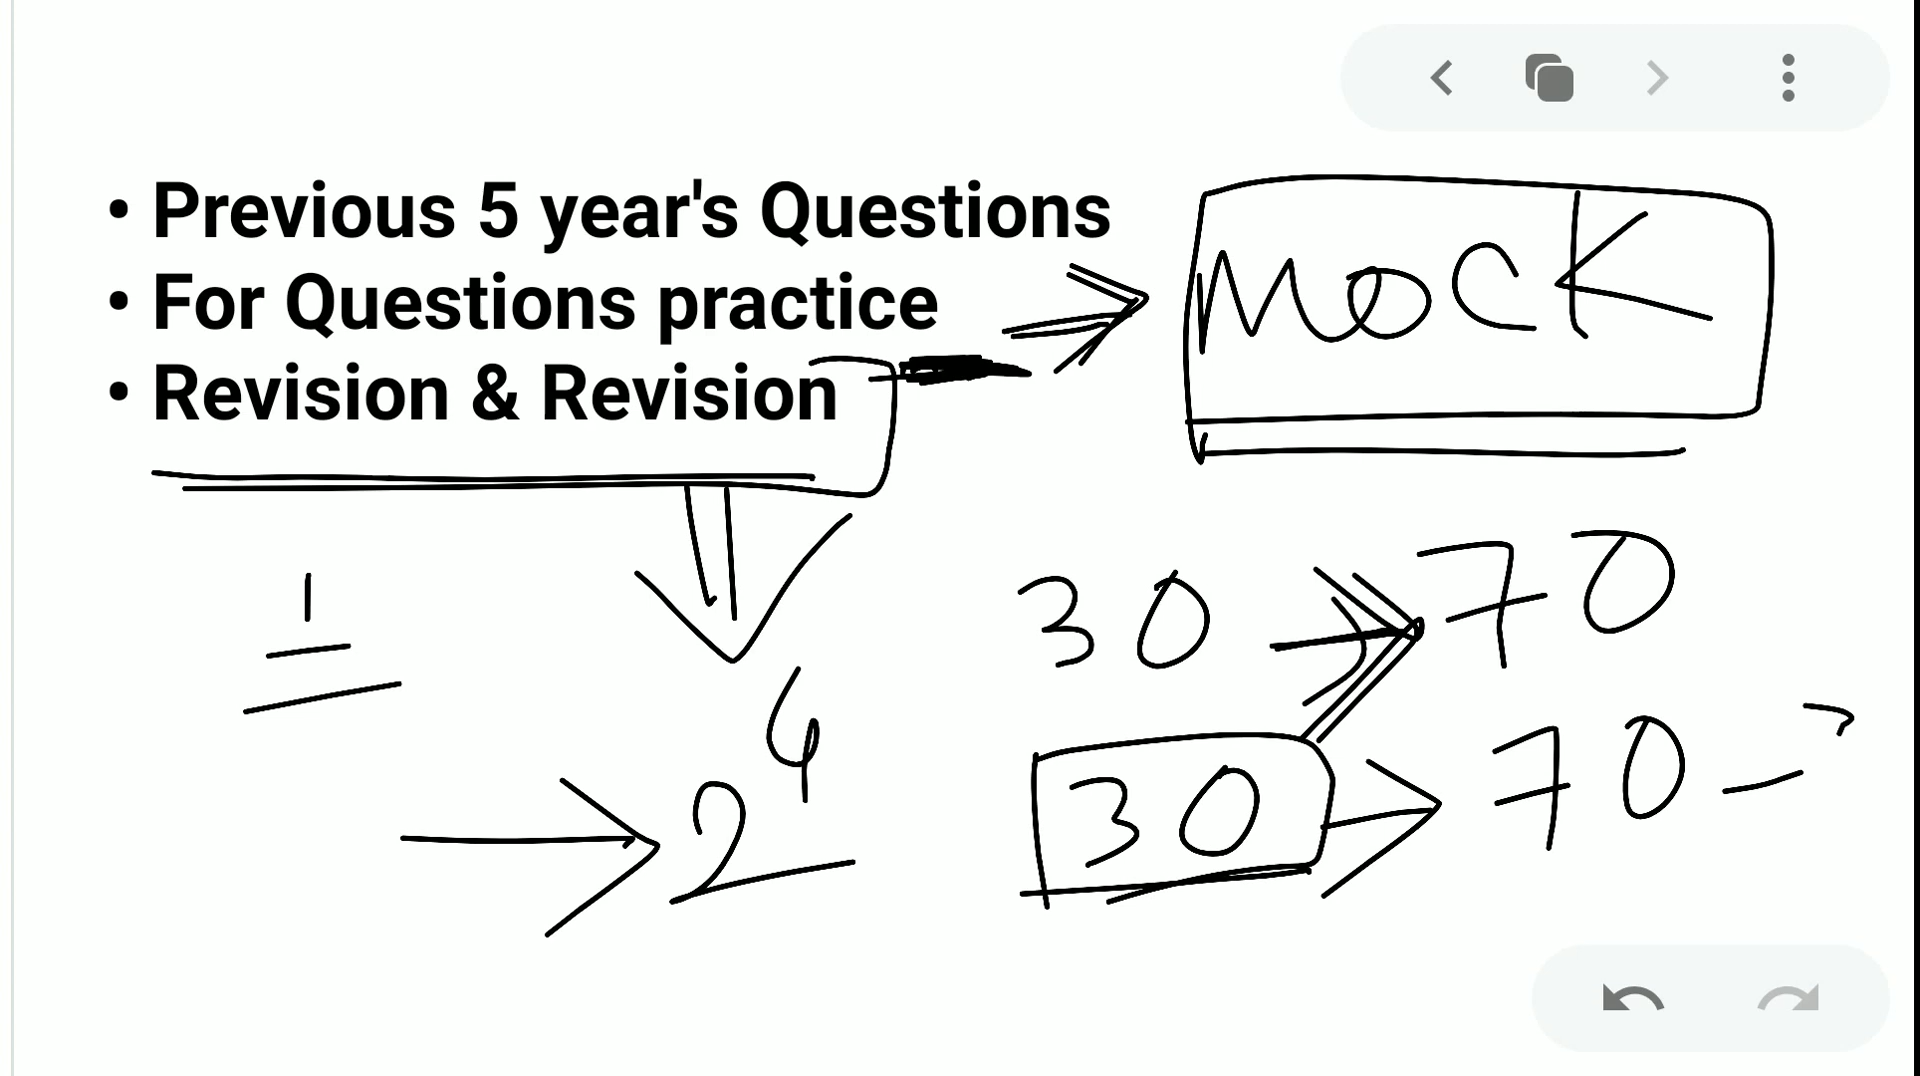 • Previous 5 year's Questions
• For Questions practice
• Revision & Revision
MOCK
1
30 → 70
4
→ 2
30 → 70 –